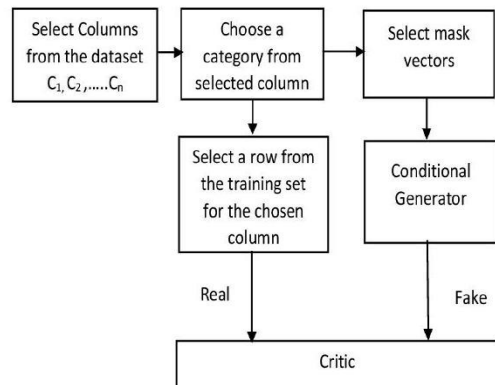 Select Columns
from the dataset
C1, C2 ,.....Cn
Choose a
category from
selected column
Select mask
vectors
Select a row from
the training set
for the chosen
column
Conditional
Generator
Real
Fake
Critic